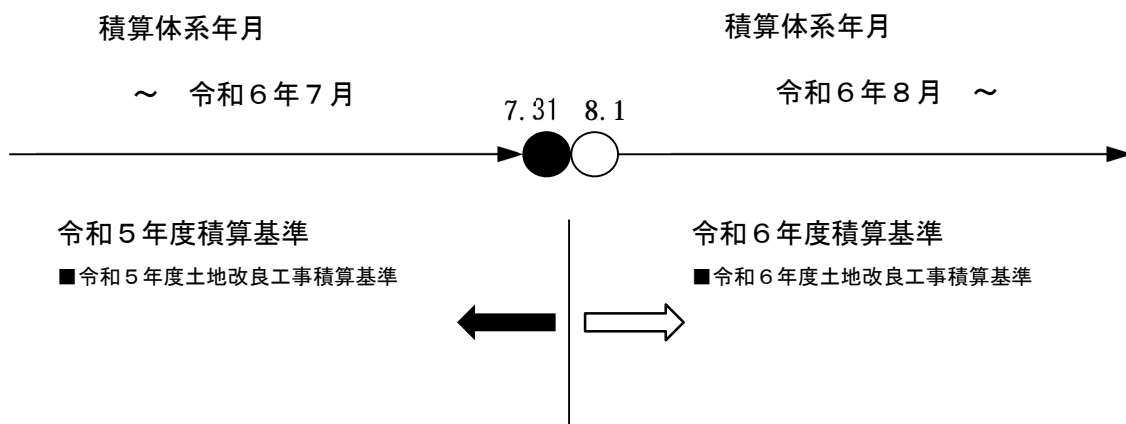 積算体系年月
積算体系年月
～　令和６年７月
令和６年８月　～
7.31
8.1
令和５年度積算基準
■令和５年度土地改良工事積算基準
令和６年度積算基準
■令和６年度土地改良工事積算基準